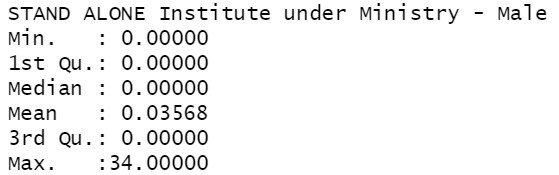 STAND ALONE Institute under Ministry - Male
Min.   : 0.00000
1st Qu.: 0.00000
Median : 0.00000
Mean   : 0.03568
3rd Qu.: 0.00000
Max.   :34.00000